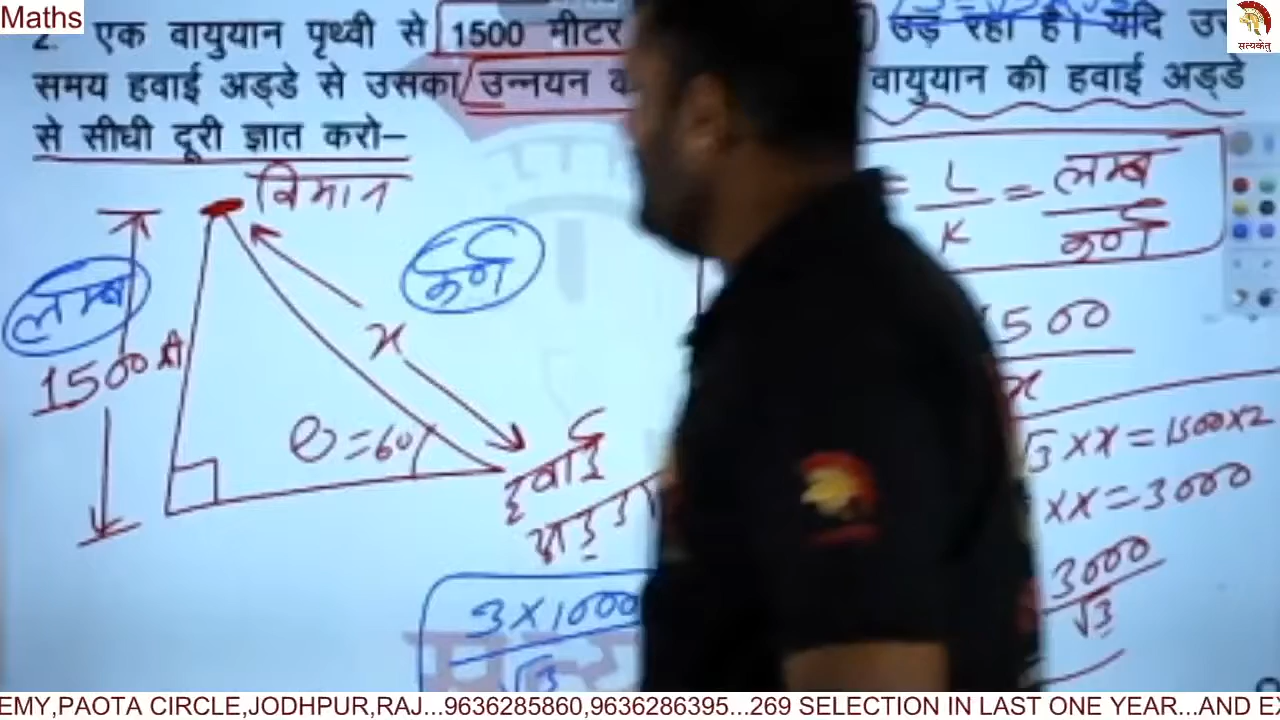 Maths
2. एक वायुयान पृथ्वी से 1500 मीटर उड़ रहा है। यदि उस
समय हवाई अड्डे से उसका उन्नयन वायुयान की हवाई अड्डे
से सीधी दूरी ज्ञात करो–
विमान
लम्ब
1500 मी
कर्ण
x
θ=60°
हवाई
अड्डा
= L/K = लम्ब/कर्ण
1500
x
√3 × x = 1500×2
× x = 3000
3000
√3
3×1000
√3
सत्यकेतु
EMY,PAOTA CIRCLE,JODHPUR,RAJ...9636285860,9636286395...269 SELECTION IN LAST ONE YEAR...AND EX